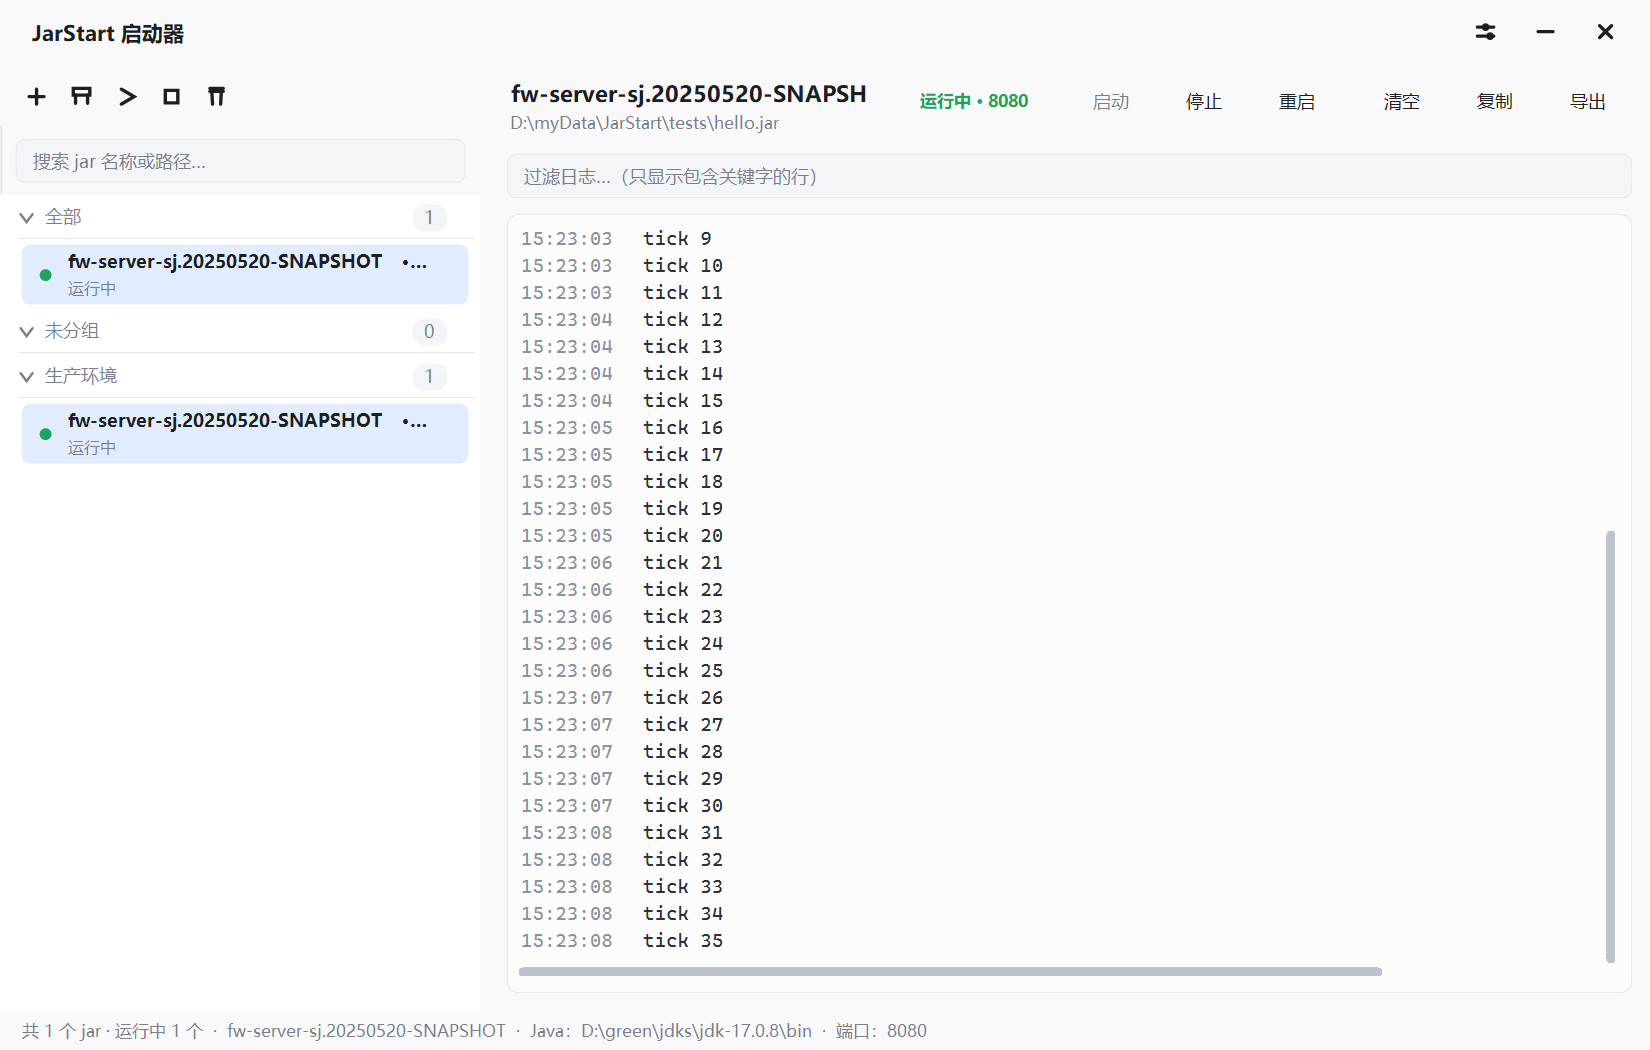 JarStart 启动器
搜索 jar 名称或路径...
全部 1
fw-server-sj.20250520-SNAPSHOT •...
运行中
未分组 0
生产环境 1
fw-server-sj.20250520-SNAPSHOT •...
运行中
fw-server-sj.20250520-SNAPSH
D:\myData\JarStart\tests\hello.jar
运行中 • 8080 启动 停止 重启 清空 复制 导出
过滤日志...（只显示包含关键字的行）
15:23:03 tick 9
15:23:03 tick 10
15:23:03 tick 11
15:23:04 tick 12
15:23:04 tick 13
15:23:04 tick 14
15:23:04 tick 15
15:23:05 tick 16
15:23:05 tick 17
15:23:05 tick 18
15:23:05 tick 19
15:23:05 tick 20
15:23:06 tick 21
15:23:06 tick 22
15:23:06 tick 23
15:23:06 tick 24
15:23:06 tick 25
15:23:07 tick 26
15:23:07 tick 27
15:23:07 tick 28
15:23:07 tick 29
15:23:07 tick 30
15:23:08 tick 31
15:23:08 tick 32
15:23:08 tick 33
15:23:08 tick 34
15:23:08 tick 35
共 1 个 jar · 运行中 1 个 · fw-server-sj.20250520-SNAPSHOT · Java：D:\green\jdks\jdk-17.0.8\bin · 端口：8080